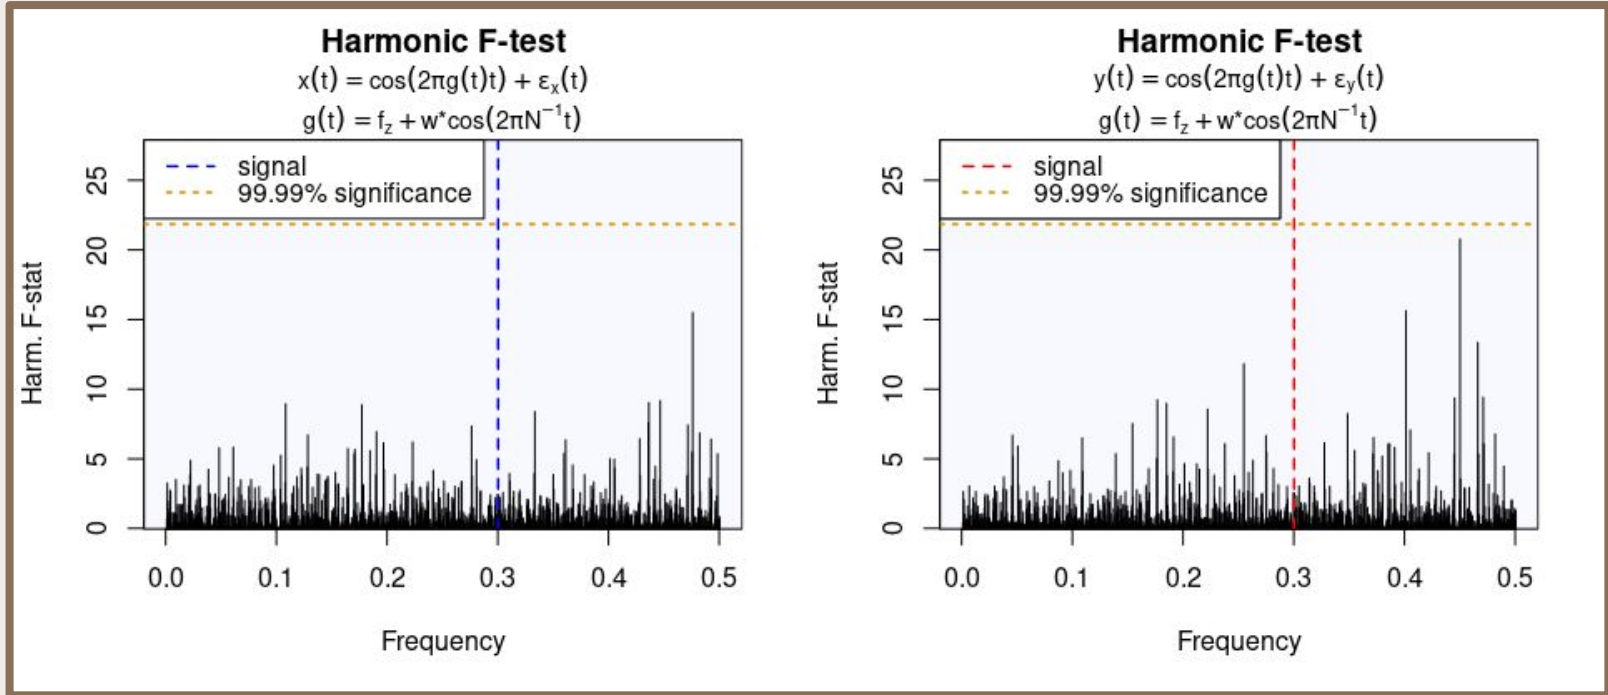 Harmonic F-test
x(t) = cos(2πg(t)t) + εₓ(t)
g(t) = f_z + w*cos(2πN⁻¹t)
signal
99.99% significance
Harm. F-stat
25
20
15
10
5
0
0.0 0.1 0.2 0.3 0.4 0.5
Frequency
Harmonic F-test
y(t) = cos(2πg(t)t) + ε_y(t)
g(t) = f_z + w*cos(2πN⁻¹t)
signal
99.99% significance
Harm. F-stat
25
20
15
10
5
0
0.0 0.1 0.2 0.3 0.4 0.5
Frequency